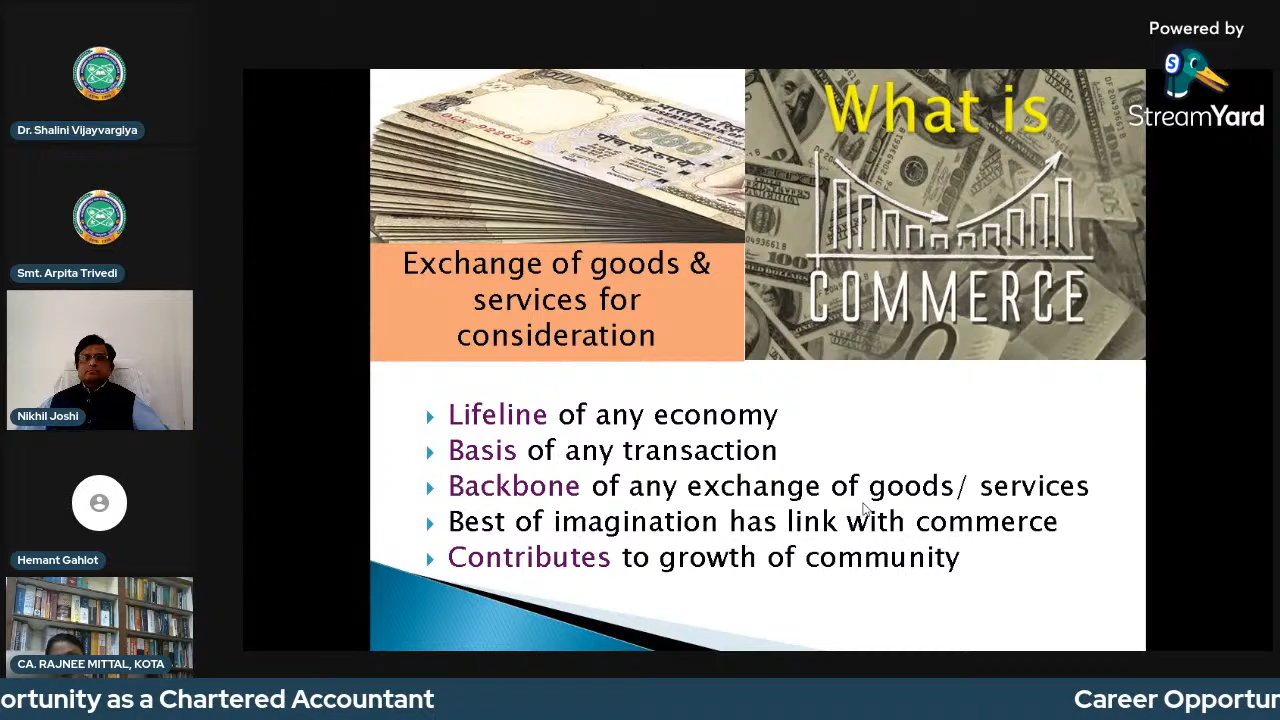 Powered by
StreamYard
Dr. Shalini Vijayvargiya
Smt. Arpita Trivedi
Nikhil Joshi
Hemant Gahlot
CA. RAJNEE MITTAL, KOTA
What is
COMMERCE
Exchange of goods &
services for
consideration
Lifeline of any economy
Basis of any transaction
Backbone of any exchange of goods/ services
Best of imagination has link with commerce
Contributes to growth of community
ortunity as a Chartered Accountant
Career Opportun